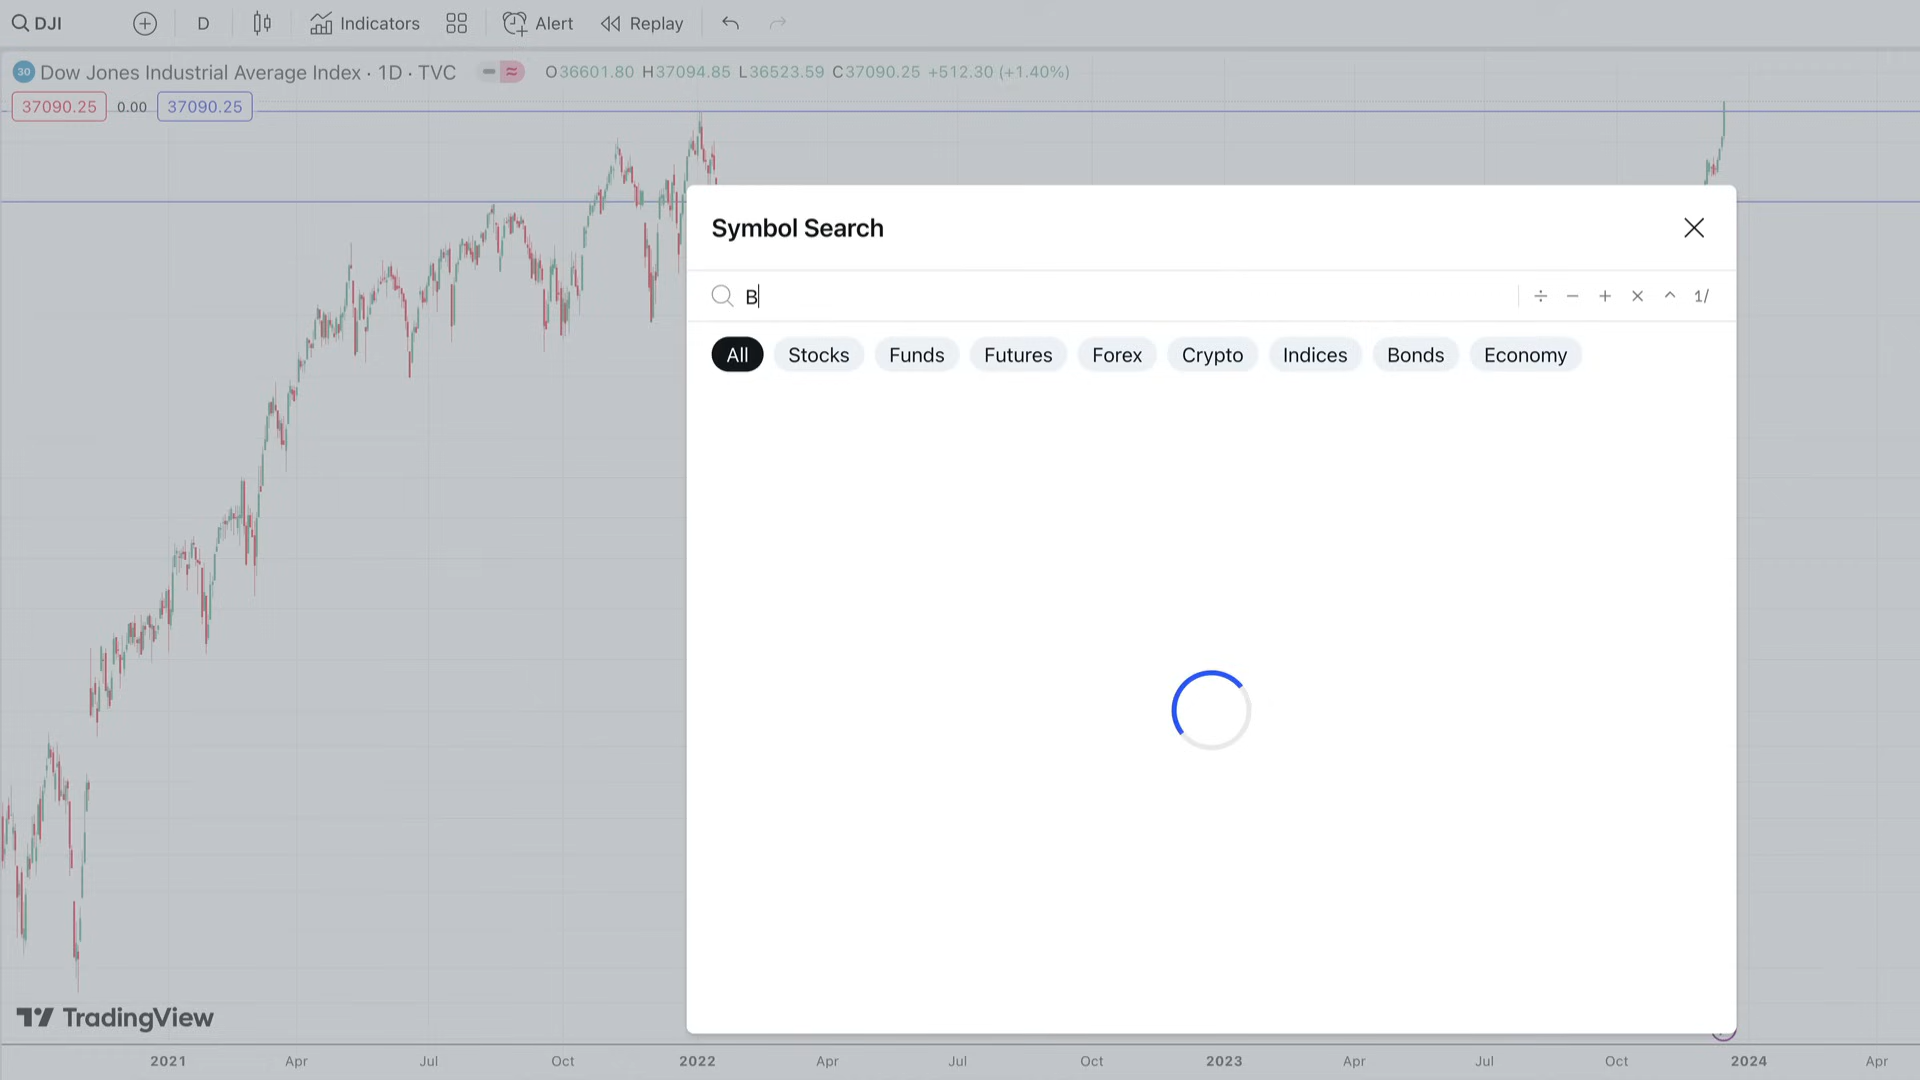 DJI D Indicators Alert Replay
30 Dow Jones Industrial Average Index · 1D · TVC O36601.80 H37094.85 L36523.59 C37090.25 +512.30 (+1.40%)
37090.25 0.00 37090.25
Symbol Search
B ÷ − + × ^ 1/
All Stocks Funds Futures Forex Crypto Indices Bonds Economy
TradingView
2021 Apr Jul Oct 2022 Apr Jul Oct 2023 Apr Jul Oct 2024 Apr